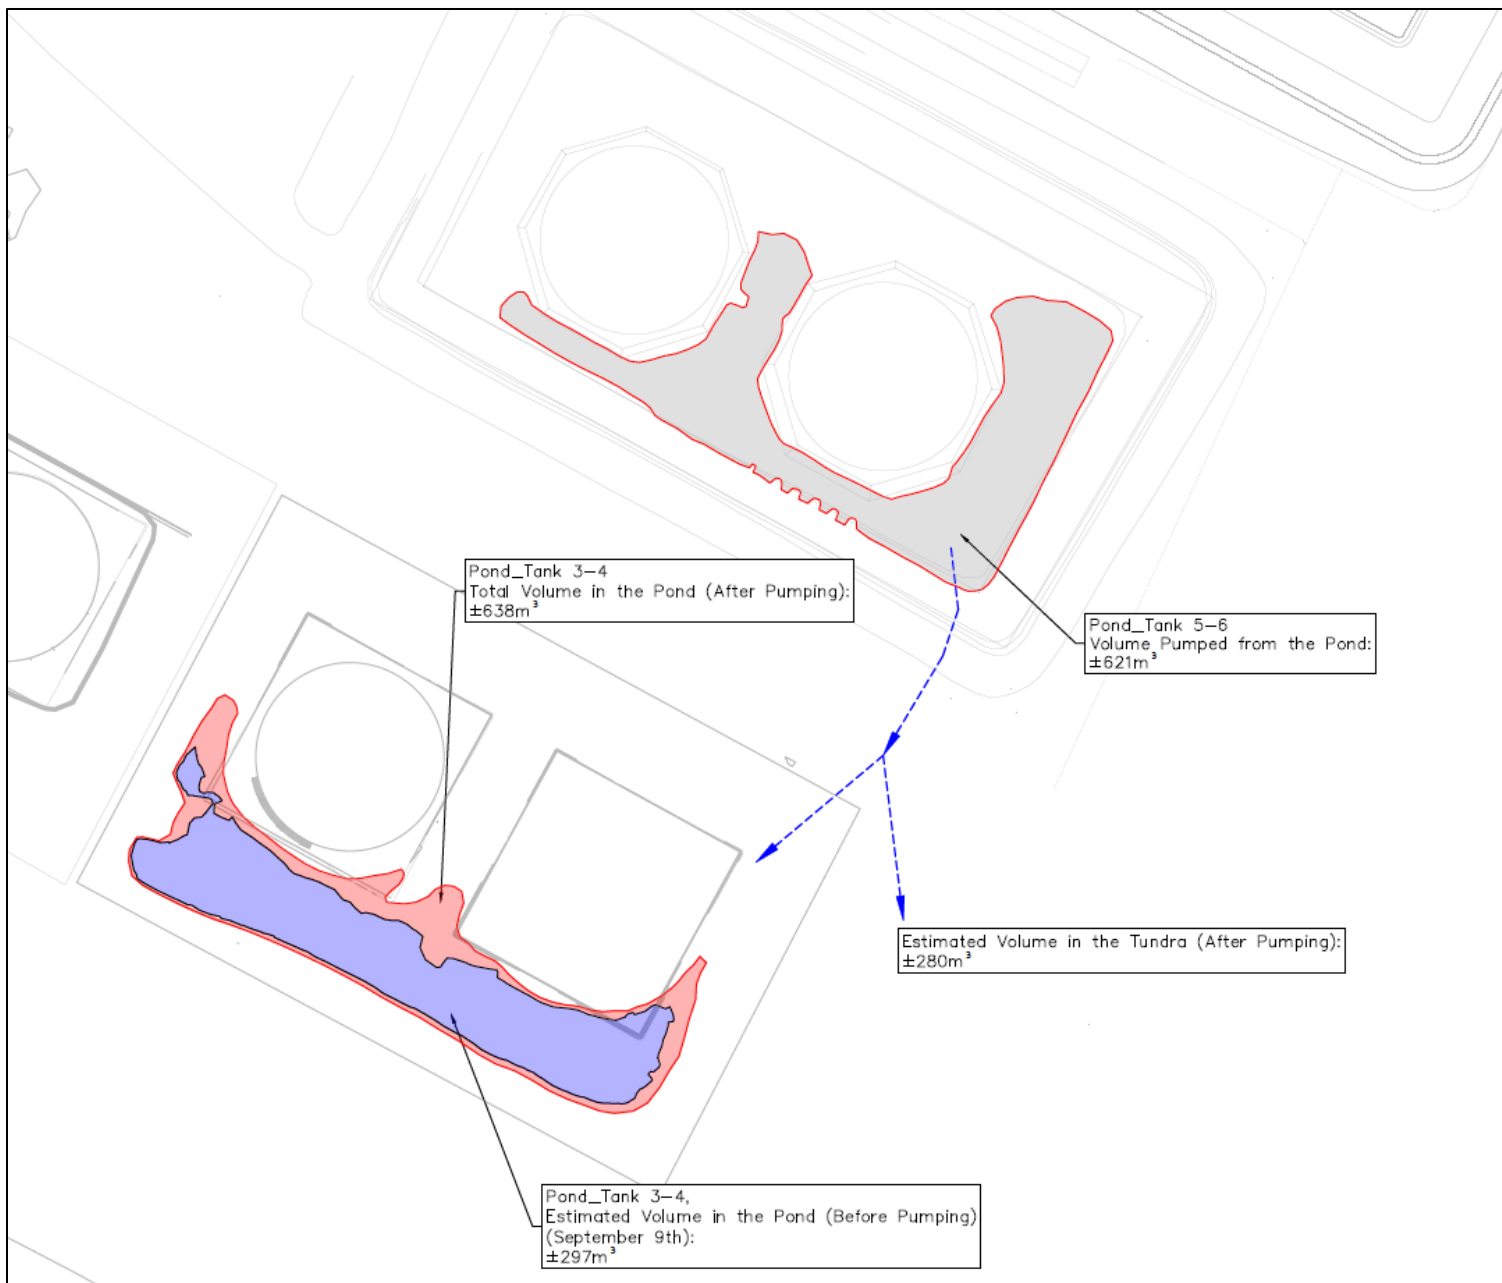 Pond_Tank 3-4
Total Volume in the Pond (After Pumping):
±638m³
Pond_Tank 5-6
Volume Pumped from the Pond:
±621m³
Estimated Volume in the Tundra (After Pumping):
±280m³
Pond_Tank 3-4,
Estimated Volume in the Pond (Before Pumping)
(September 9th):
±297m³